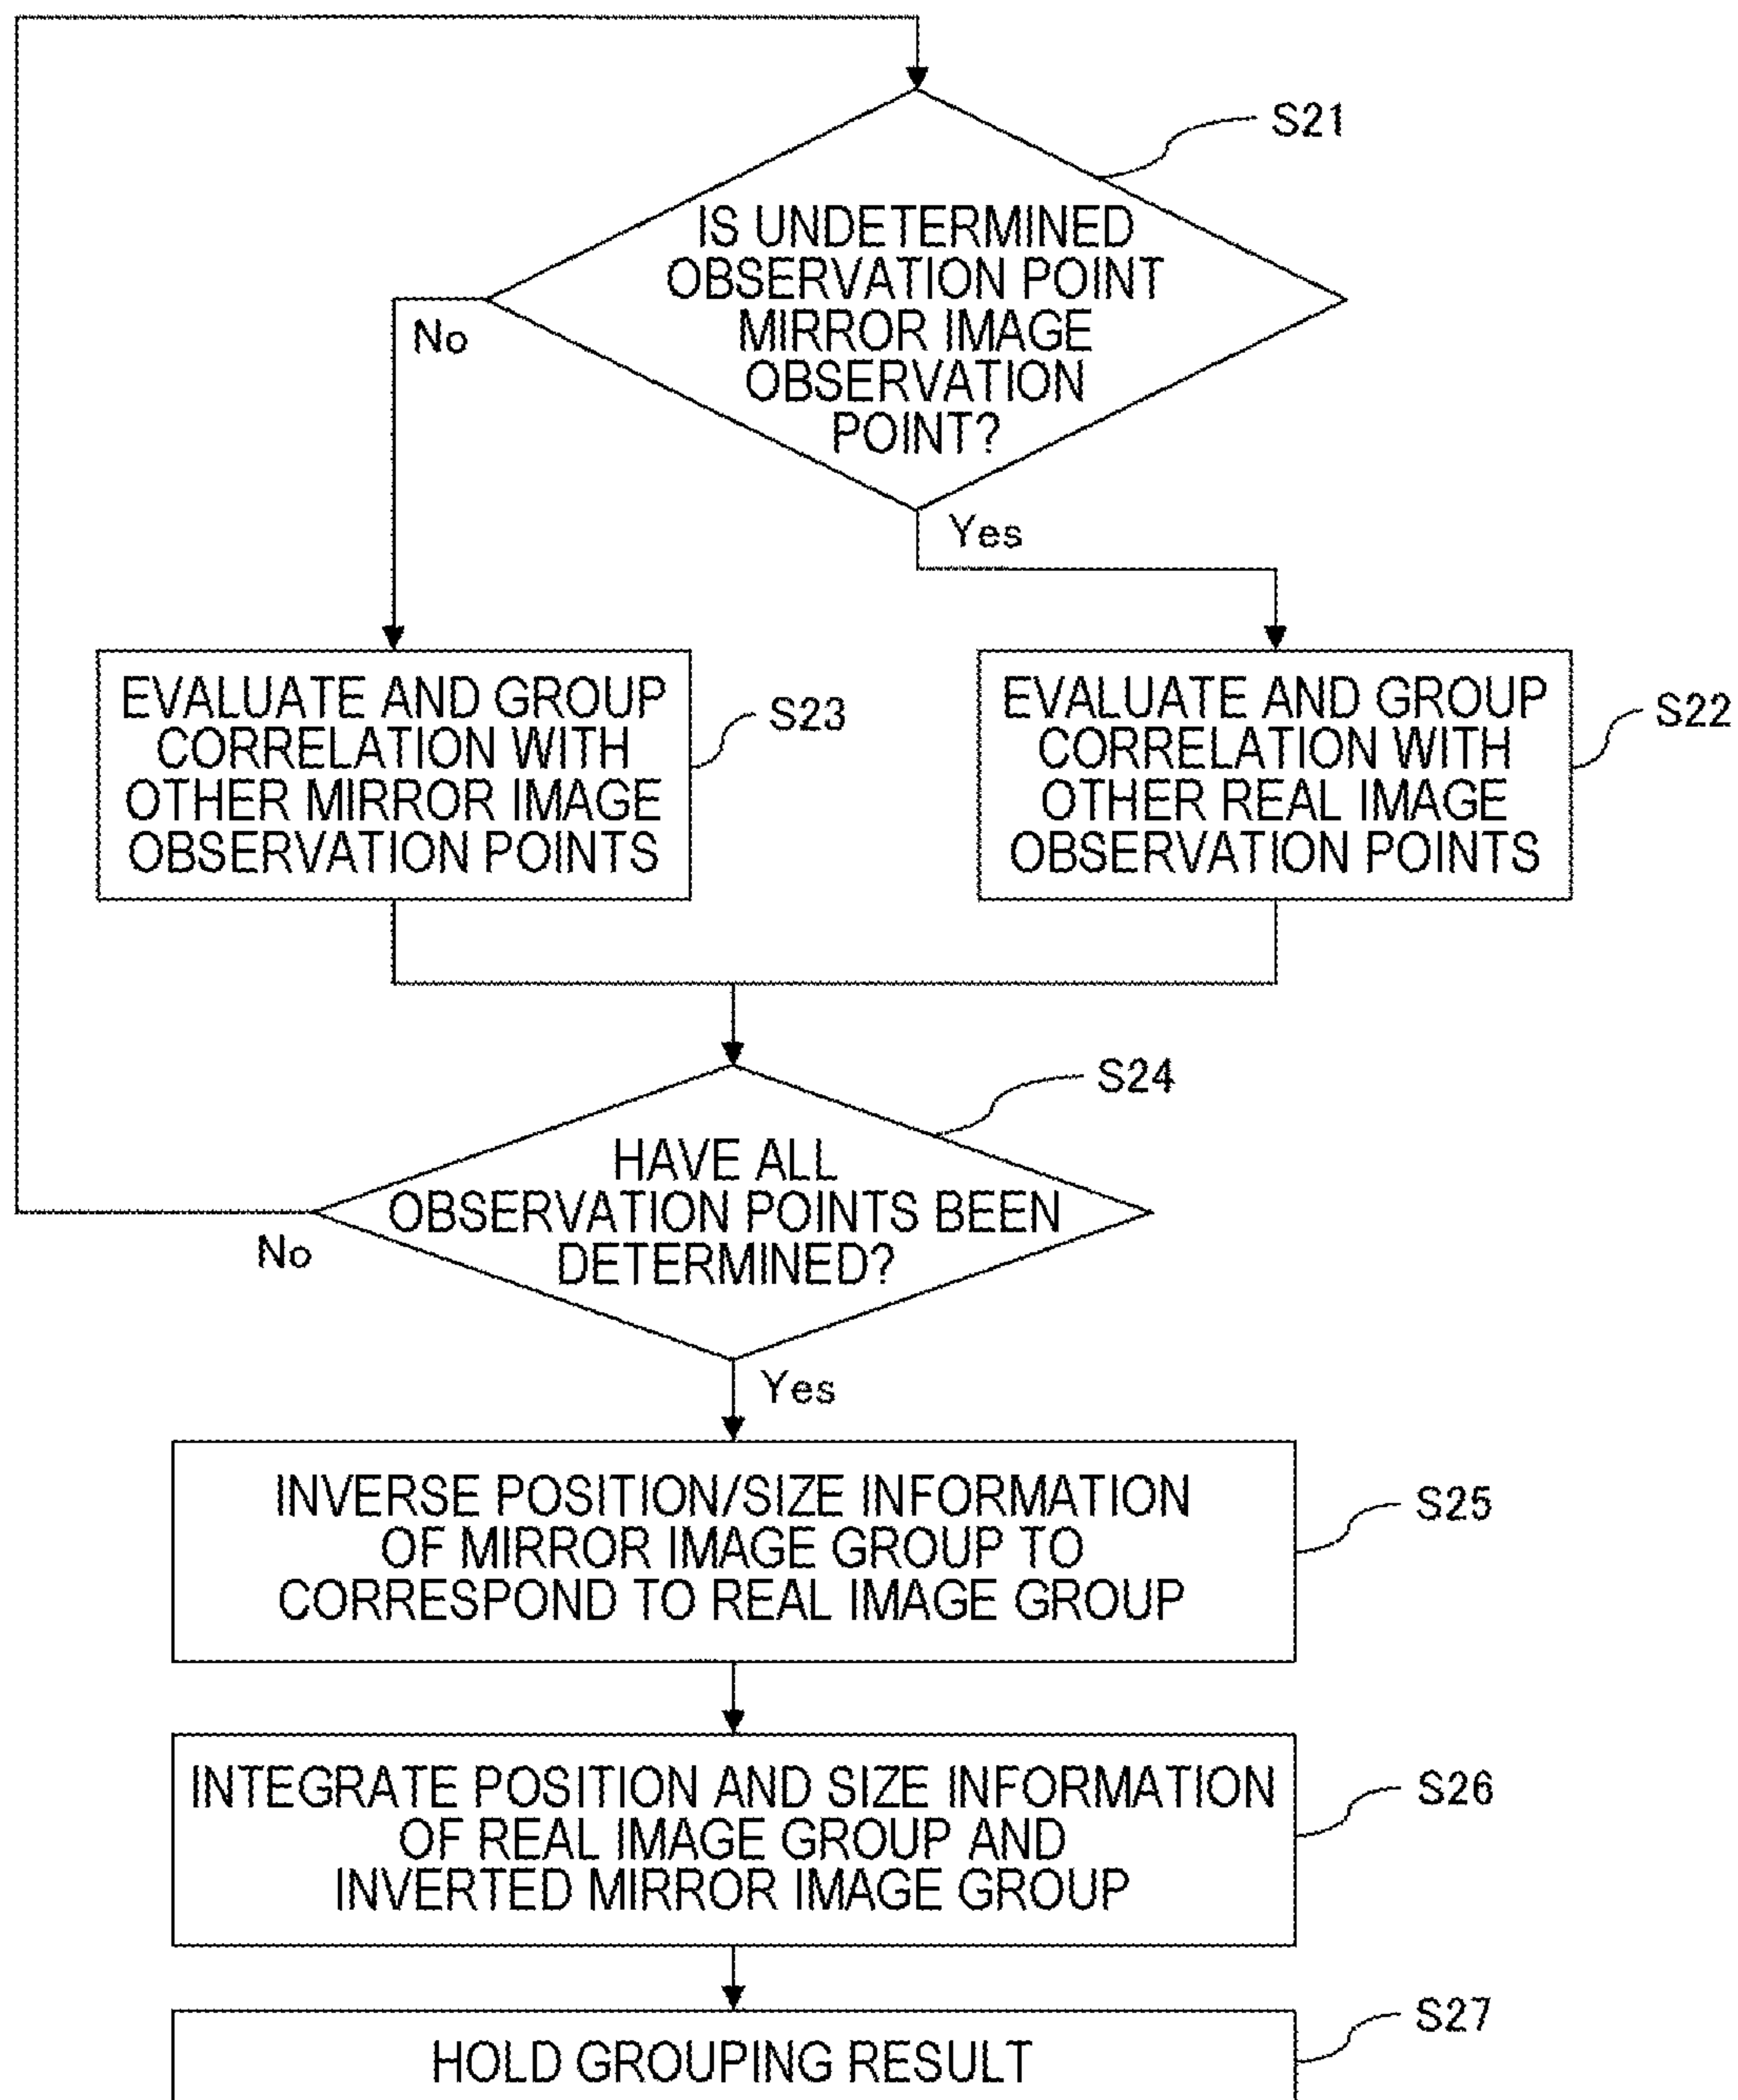 S21
IS UNDETERMINED
OBSERVATION POINT
MIRROR IMAGE
OBSERVATION
POINT?
No
Yes
EVALUATE AND GROUP
CORRELATION WITH
OTHER MIRROR IMAGE
OBSERVATION POINTS
S23
EVALUATE AND GROUP
CORRELATION WITH
OTHER REAL IMAGE
OBSERVATION POINTS
S22
S24
HAVE ALL
OBSERVATION POINTS BEEN
DETERMINED?
No
Yes
INVERSE POSITION/SIZE INFORMATION
OF MIRROR IMAGE GROUP TO
CORRESPOND TO REAL IMAGE GROUP
S25
INTEGRATE POSITION AND SIZE INFORMATION
OF REAL IMAGE GROUP AND
INVERTED MIRROR IMAGE GROUP
S26
HOLD GROUPING RESULT
S27